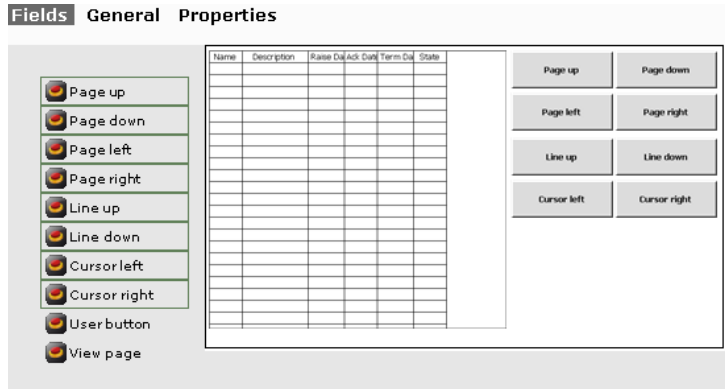 Fields General Properties
Name Description Raise Da Ack Dat Term Da State
Page up
Page down
Page left
Page right
Line up
Line down
Cursor left
Cursor right
User button
View page
Page up Page down
Page left Page right
Line up Line down
Cursor left Cursor right